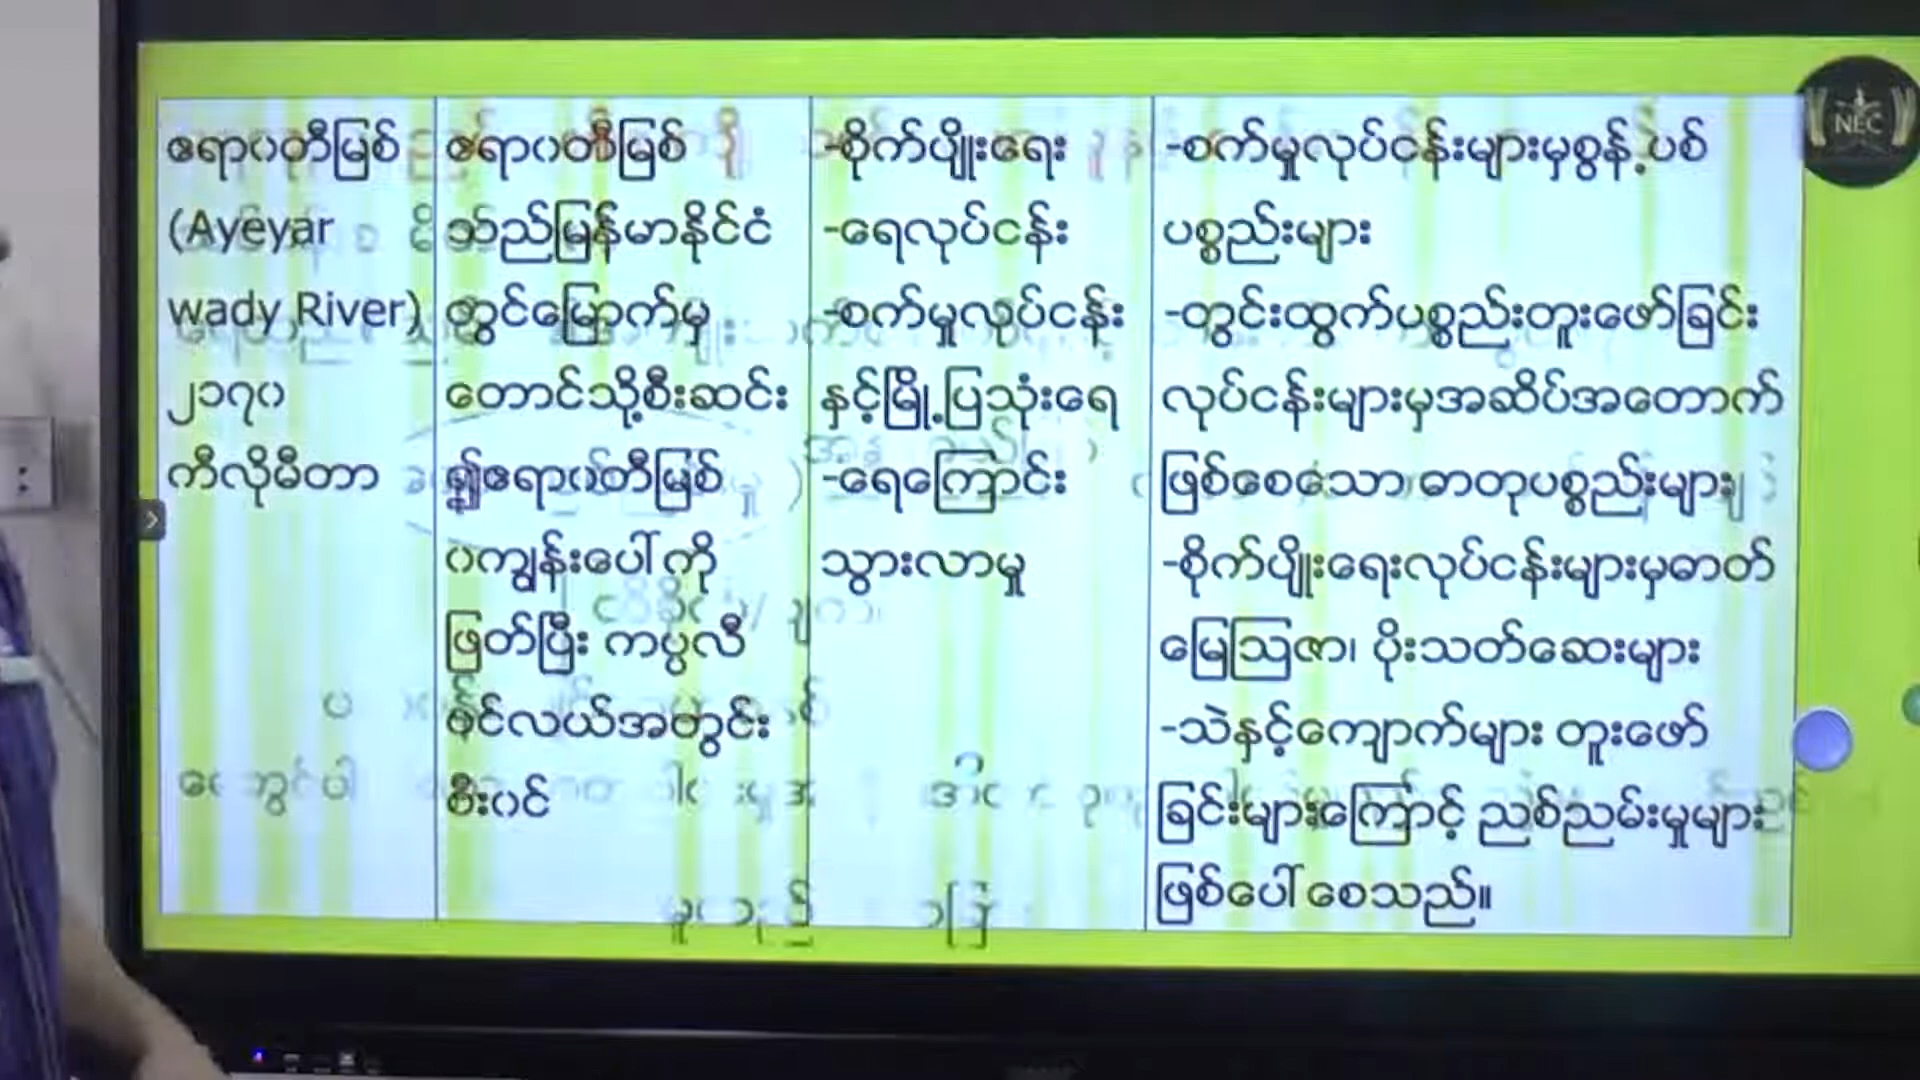 ဧရာဝတီမြစ်
(Ayeyar
wady River)
၂၁၇၀
ကီလိုမီတာ
ဧရာဝတီမြစ်
သည်မြန်မာနိုင်ငံ
တွင်မြောက်မှ
တောင်သို့စီးဆင်း
၍ဧရာဝတီမြစ်
ဝကျွန်းပေါ်ကို
ဖြတ်ပြီး ကပ္ပလီ
ပင်လယ်အတွင်း
စီးဝင်
-စိုက်ပျိုးရေး
-ရေလုပ်ငန်း
-စက်မှုလုပ်ငန်း
နှင့်မြို့ပြသုံးရေ
-ရေကြောင်း
သွားလာမှု
-စက်မှုလုပ်ငန်းများမှစွန့်ပစ်
ပစ္စည်းများ
-တွင်းထွက်ပစ္စည်းတူးဖော်ခြင်း
လုပ်ငန်းများမှအဆိပ်အတောက်
ဖြစ်စေသော ဓာတုပစ္စည်းများ
-စိုက်ပျိုးရေးလုပ်ငန်းများမှဓာတ်
မြေဩဇာ၊ ပိုးသတ်ဆေးများ
-သဲနှင့်ကျောက်များ တူးဖော်
ခြင်းများကြောင့် ညစ်ညမ်းမှုများ
ဖြစ်ပေါ်စေသည်။
NEC